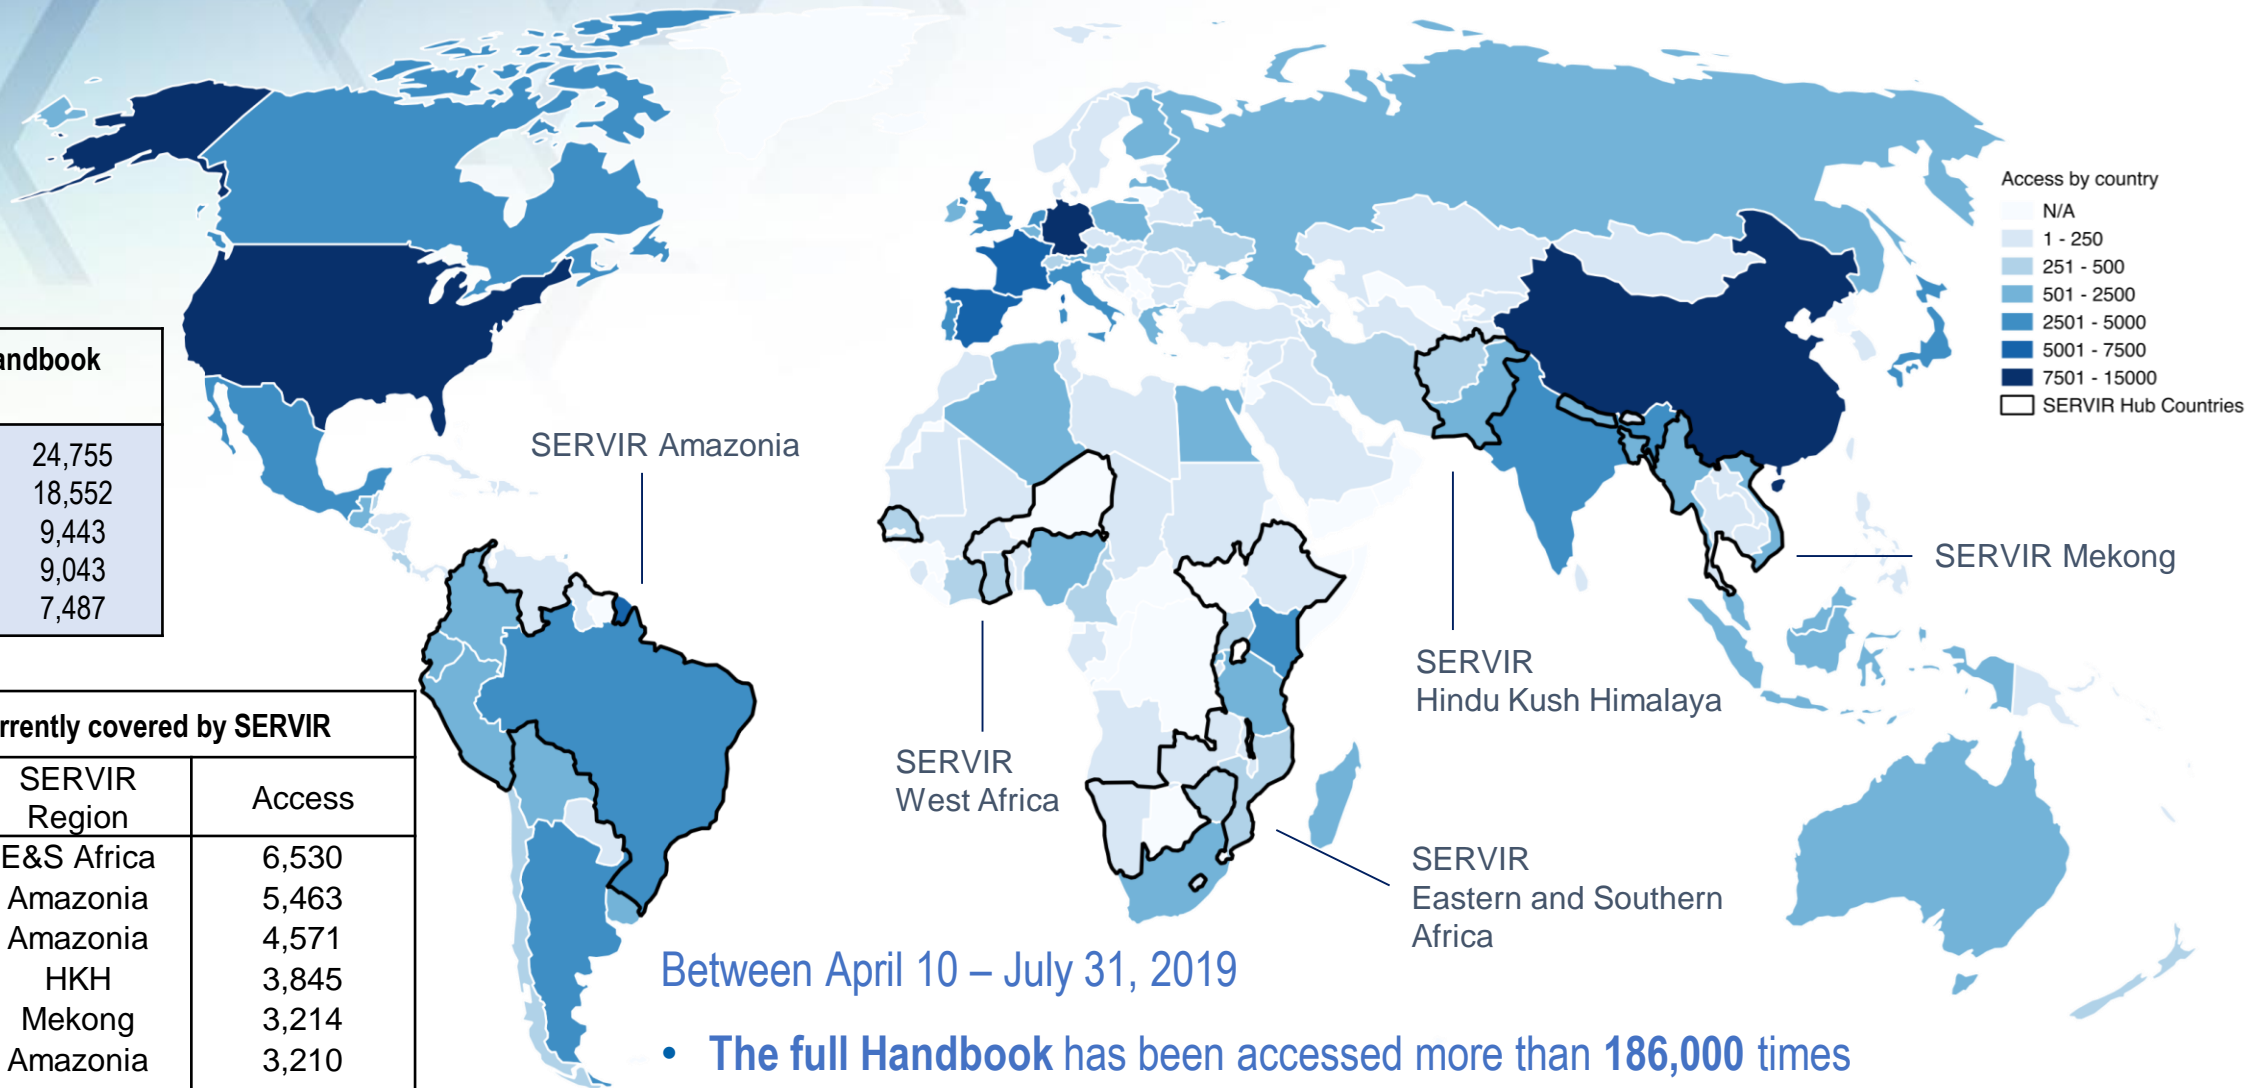 Access by country
N/A
1 - 250
251 - 500
501 - 2500
2501 - 5000
5001 - 7500
7501 - 15000
SERVIR Hub Countries
andbook
24,755
18,552
9,443
9,043
7,487
SERVIR Amazonia
SERVIR Mekong
SERVIR
Hindu Kush Himalaya
SERVIR
West Africa
SERVIR
Eastern and Southern
Africa
rrently covered by SERVIR
SERVIR
Region
Access
E&S Africa 6,530
Amazonia 5,463
Amazonia 4,571
HKH 3,845
Mekong 3,214
Amazonia 3,210
Between April 10 – July 31, 2019
• The full Handbook has been accessed more than 186,000 times